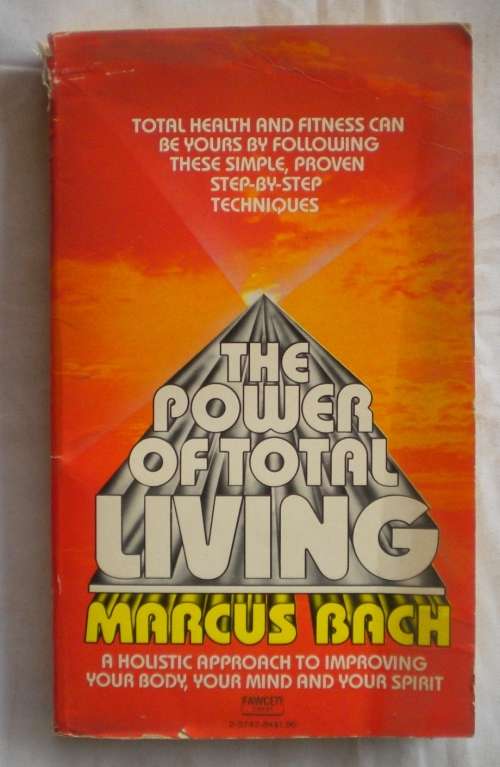 TOTAL HEALTH AND FITNESS CAN
BE YOURS BY FOLLOWING
THESE SIMPLE, PROVEN
STEP-BY-STEP
TECHNIQUES
THE
POWER
OF TOTAL
LIVING
MARCUS BACH
A HOLISTIC APPROACH TO IMPROVING
YOUR BODY, YOUR MIND AND YOUR SPIRIT
FAWCETT